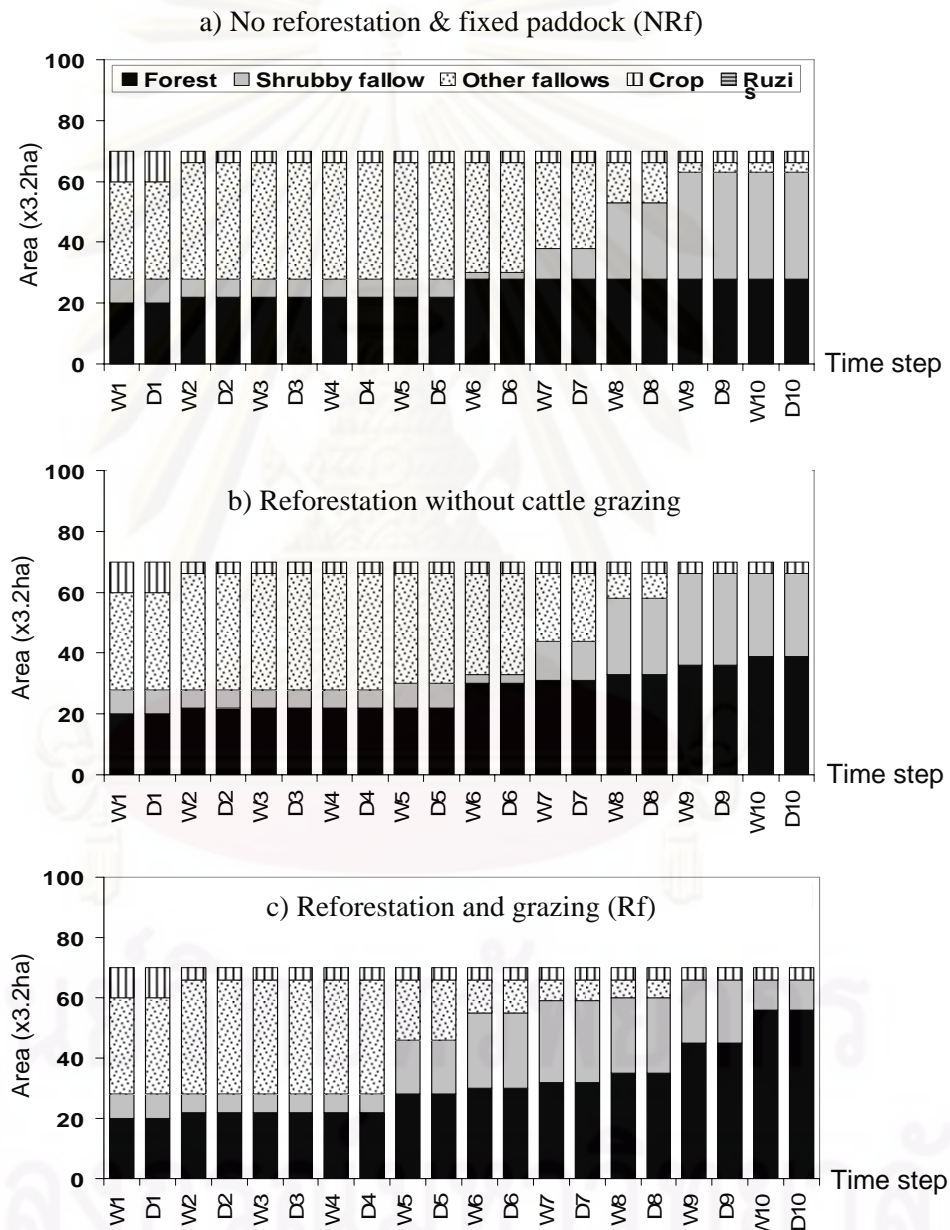 a) No reforestation & fixed paddock (NRf)
100
Forest Shrubby fallow Other fallows Crop Ruzi
s
80
60
40
20
0
Area (x3.2ha)
W1 D1 W2 D2 W3 D3 W4 D4 W5 D5 W6 D6 W7 D7 W8 D8 W9 D9 W10 D10
Time step
100
b) Reforestation without cattle grazing
80
60
40
20
0
Area (x3.2ha)
W1 D1 W2 D2 W3 D3 W4 D4 W5 D5 W6 D6 W7 D7 W8 D8 W9 D9 W10 D10
Time step
100
c) Reforestation and grazing (Rf)
80
60
40
20
0
Area (x3.2ha)
W1 D1 W2 D2 W3 D3 W4 D4 W5 D5 W6 D6 W7 D7 W8 D8 W9 D9 W10 D10
Time step